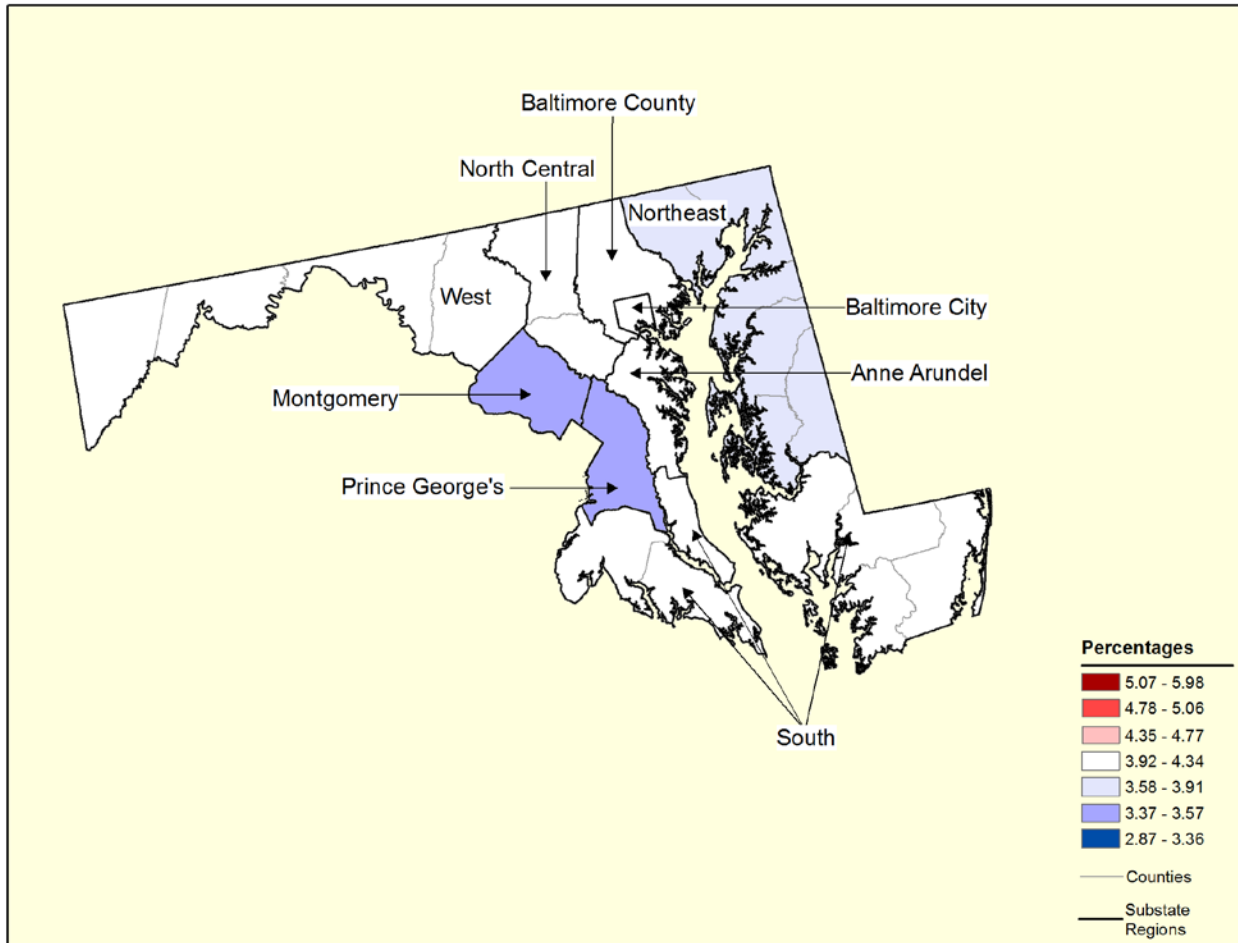 Baltimore County
North Central
Northeast
West
Baltimore City
Anne Arundel
Montgomery
Prince George's
South
Percentages
5.07 - 5.98
4.78 - 5.06
4.35 - 4.77
3.92 - 4.34
3.58 - 3.91
3.37 - 3.57
2.87 - 3.36
Counties
Substate
Regions